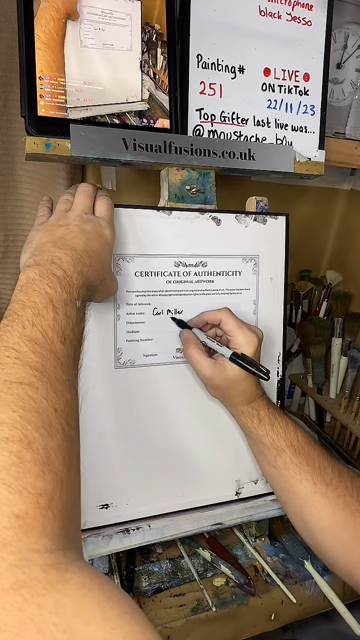 microphone
black Gesso
Painting#
251
LIVE
ON TIKTOK
22/11/23
Top Gifter last live was...
@moustache_boy
Visualfusions.co.uk
CERTIFICATE OF AUTHENTICITY
OF ORIGINAL ARTWORK
Title of Artwork:
Artist name: Carl Miller
Dimensions:
Medium:
Painting Number:
Signature